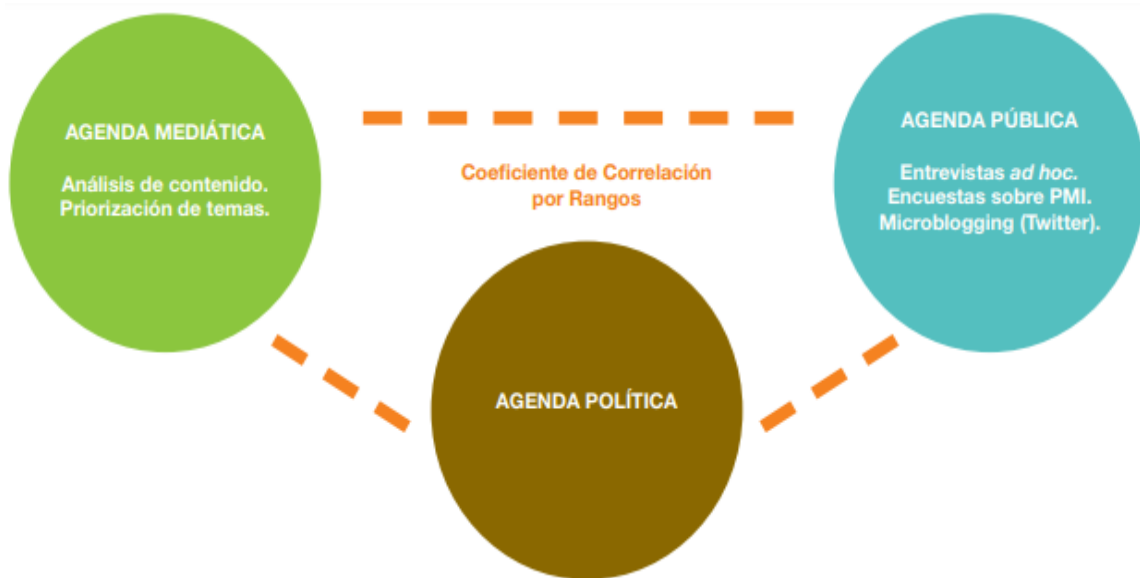 AGENDA MEDIÁTICA
Análisis de contenido.
Priorización de temas.
Coeficiente de Correlación
por Rangos
AGENDA PÚBLICA
Entrevistas ad hoc.
Encuestas sobre PMI.
Microblogging (Twitter).
AGENDA POLÍTICA